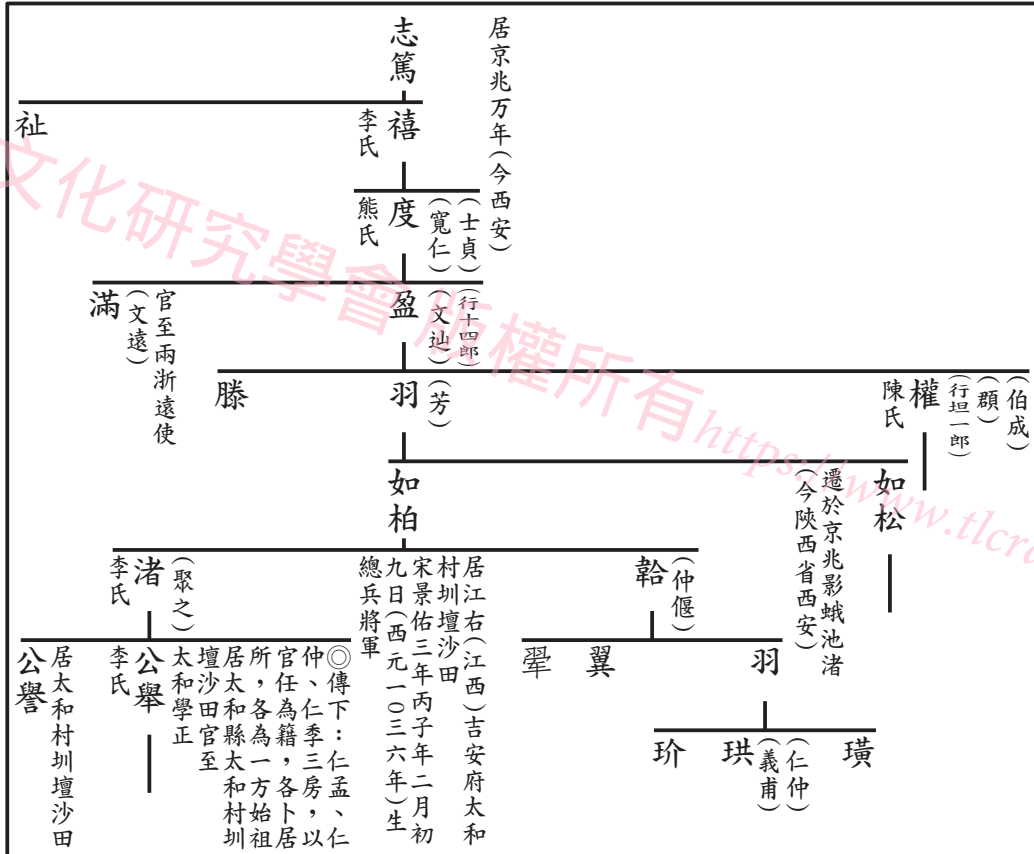 居京兆万年(今西安)
志篤
禧
李氏
祉
(士貞)
(寬仁)
度
熊氏
(行十四郎)
(文辿)
盈
官至兩浙遠使
(文遠)
滿
(伯成)
(頵)
(行坦一郎)
權
陳氏
(芳)
羽
滕
如松
遷於京兆影蛾池渚
(今陝西省西安)
如柏
居江右(江西)吉安府太和
村圳壇沙田
宋景佑三年丙子年二月初
九日(西元一○三六年)生
總兵將軍
(仲偃)
韐
(聚之)
渚
李氏
羽
翼
翆
◎傳下：仁孟、仁
仲、仁季三房，以
官任為籍，各卜居
所，各為一方始祖
居太和縣太和村圳
壇沙田官至
太和學正
公舉
李氏
居太和村圳壇沙田
公譽
璜
(仁仲)
(義甫)
珙
玠
文化研究學會 版權所有 https://www.tlcra